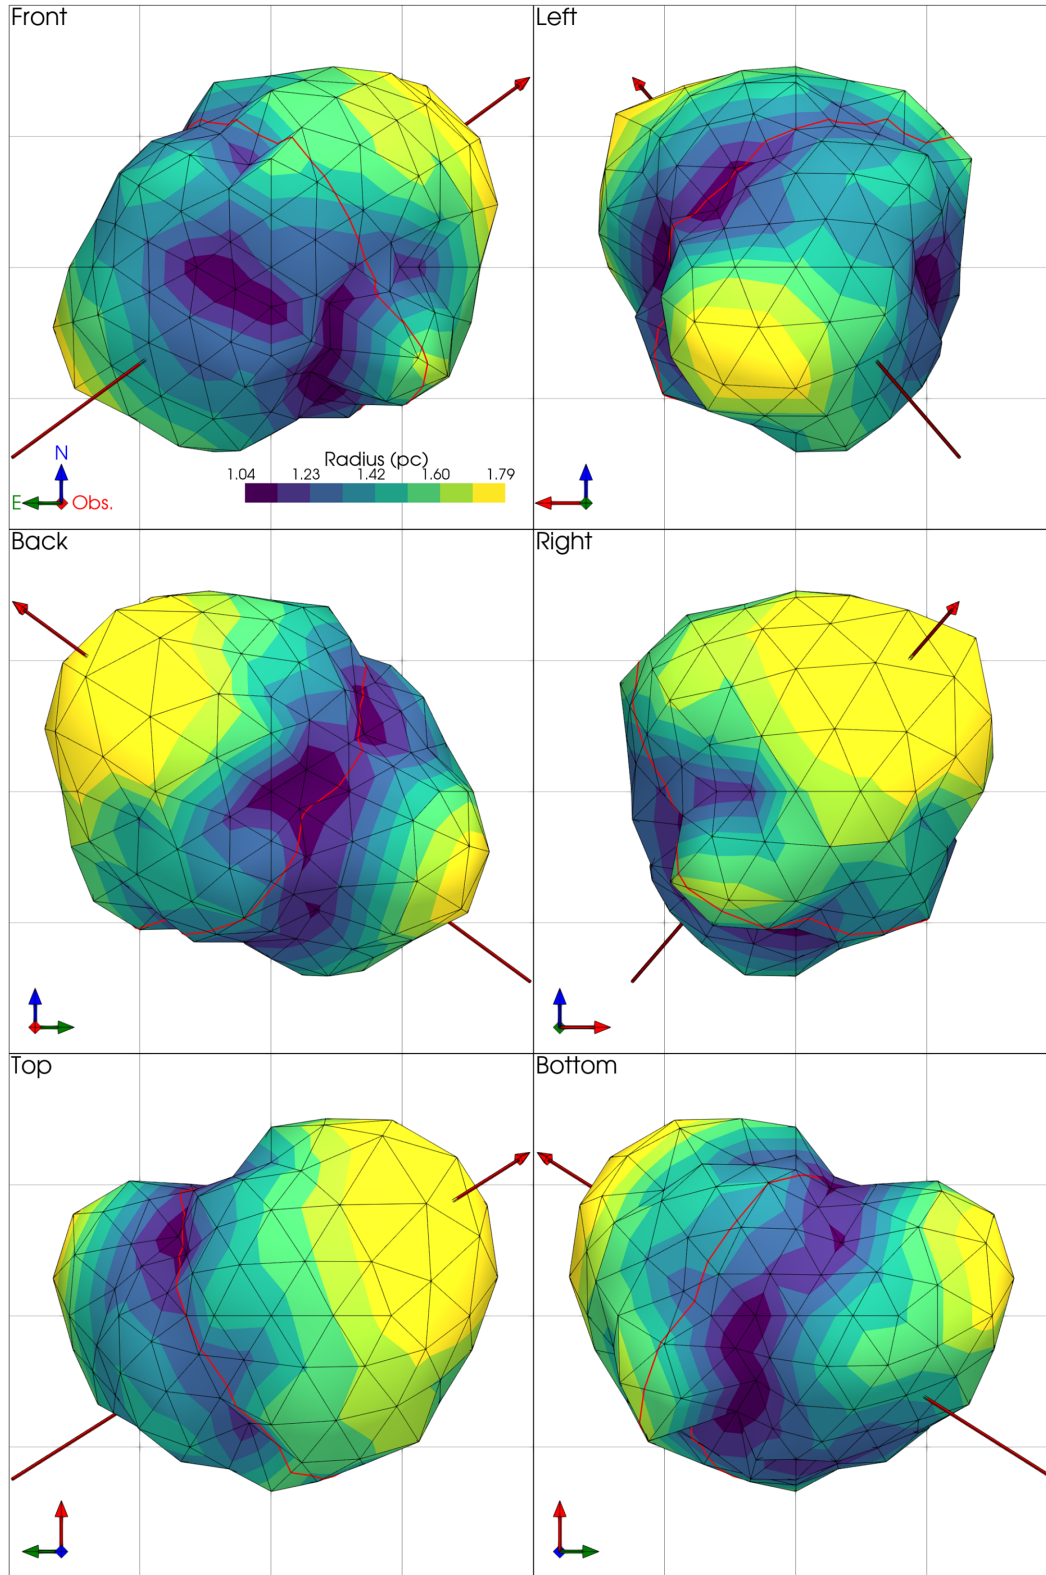 Front
Left
N
E
Obs.
Radius (pc)
1.04 1.23 1.42 1.60 1.79
Back
Right
Top
Bottom